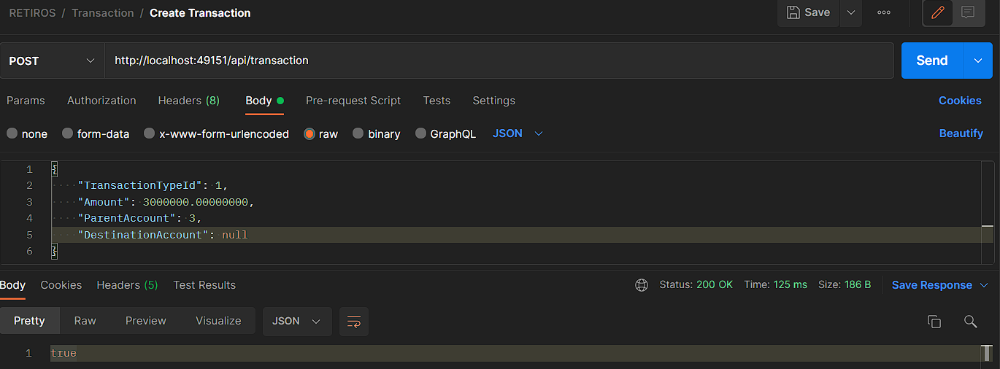 RETIROS / Transaction / Create Transaction Save
POST http://localhost:49151/api/transaction Send
Params Authorization Headers (8) Body Pre-request Script Tests Settings Cookies
none form-data x-www-form-urlencoded raw binary GraphQL JSON Beautify
1 {
2 "TransactionTypeId": 1,
3 "Amount": 3000000.00000000,
4 "ParentAccount": 3,
5 "DestinationAccount": null
6 }
Body Cookies Headers (5) Test Results Status: 200 OK Time: 125 ms Size: 186 B Save Response
Pretty Raw Preview Visualize JSON
1 true